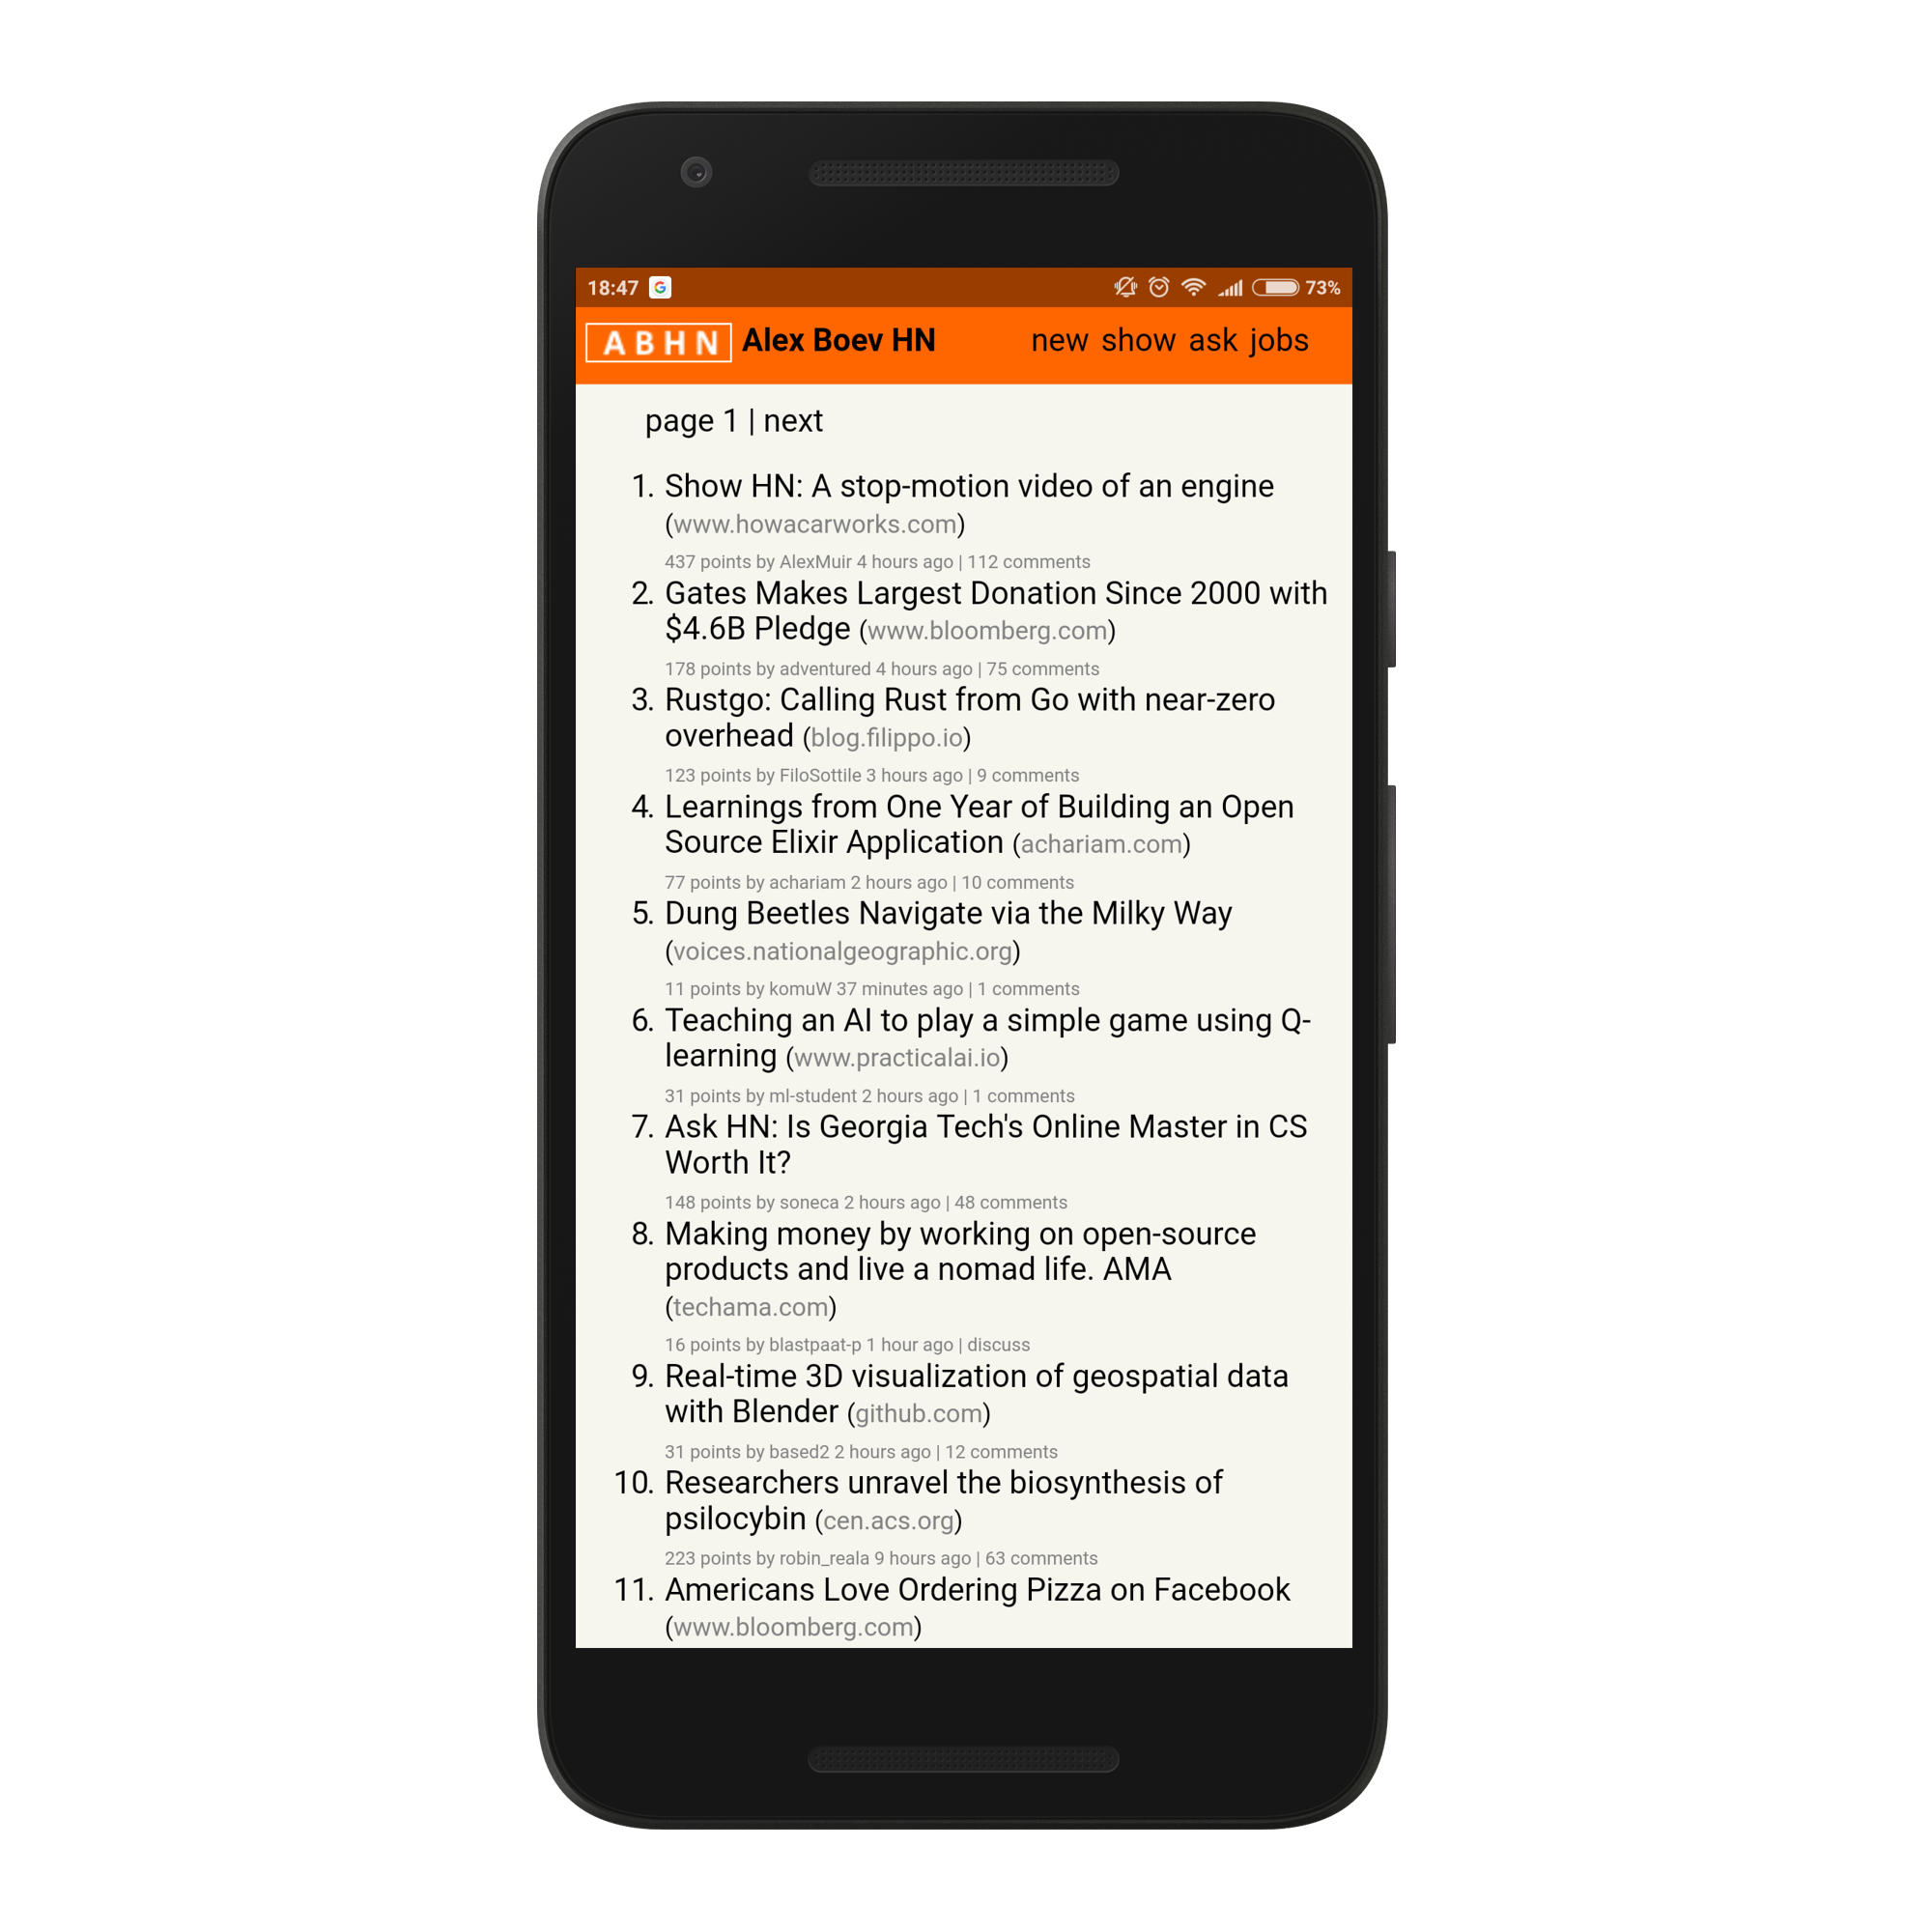 18:47 73%
ABHN Alex Boev HN new show ask jobs
page 1 | next
1. Show HN: A stop-motion video of an engine
(www.howacarworks.com)
437 points by AlexMuir 4 hours ago | 112 comments
2. Gates Makes Largest Donation Since 2000 with
$4.6B Pledge (www.bloomberg.com)
178 points by adventured 4 hours ago | 75 comments
3. Rustgo: Calling Rust from Go with near-zero
overhead (blog.filippo.io)
123 points by FiloSottile 3 hours ago | 9 comments
4. Learnings from One Year of Building an Open
Source Elixir Application (achariam.com)
77 points by achariam 2 hours ago | 10 comments
5. Dung Beetles Navigate via the Milky Way
(voices.nationalgeographic.org)
11 points by komuW 37 minutes ago | 1 comments
6. Teaching an AI to play a simple game using Q-
learning (www.practicalai.io)
31 points by ml-student 2 hours ago | 1 comments
7. Ask HN: Is Georgia Tech's Online Master in CS
Worth It?
148 points by soneca 2 hours ago | 48 comments
8. Making money by working on open-source
products and live a nomad life. AMA
(techama.com)
16 points by blastpaat-p 1 hour ago | discuss
9. Real-time 3D visualization of geospatial data
with Blender (github.com)
31 points by based2 2 hours ago | 12 comments
10. Researchers unravel the biosynthesis of
psilocybin (cen.acs.org)
223 points by robin_reala 9 hours ago | 63 comments
11. Americans Love Ordering Pizza on Facebook
(www.bloomberg.com)